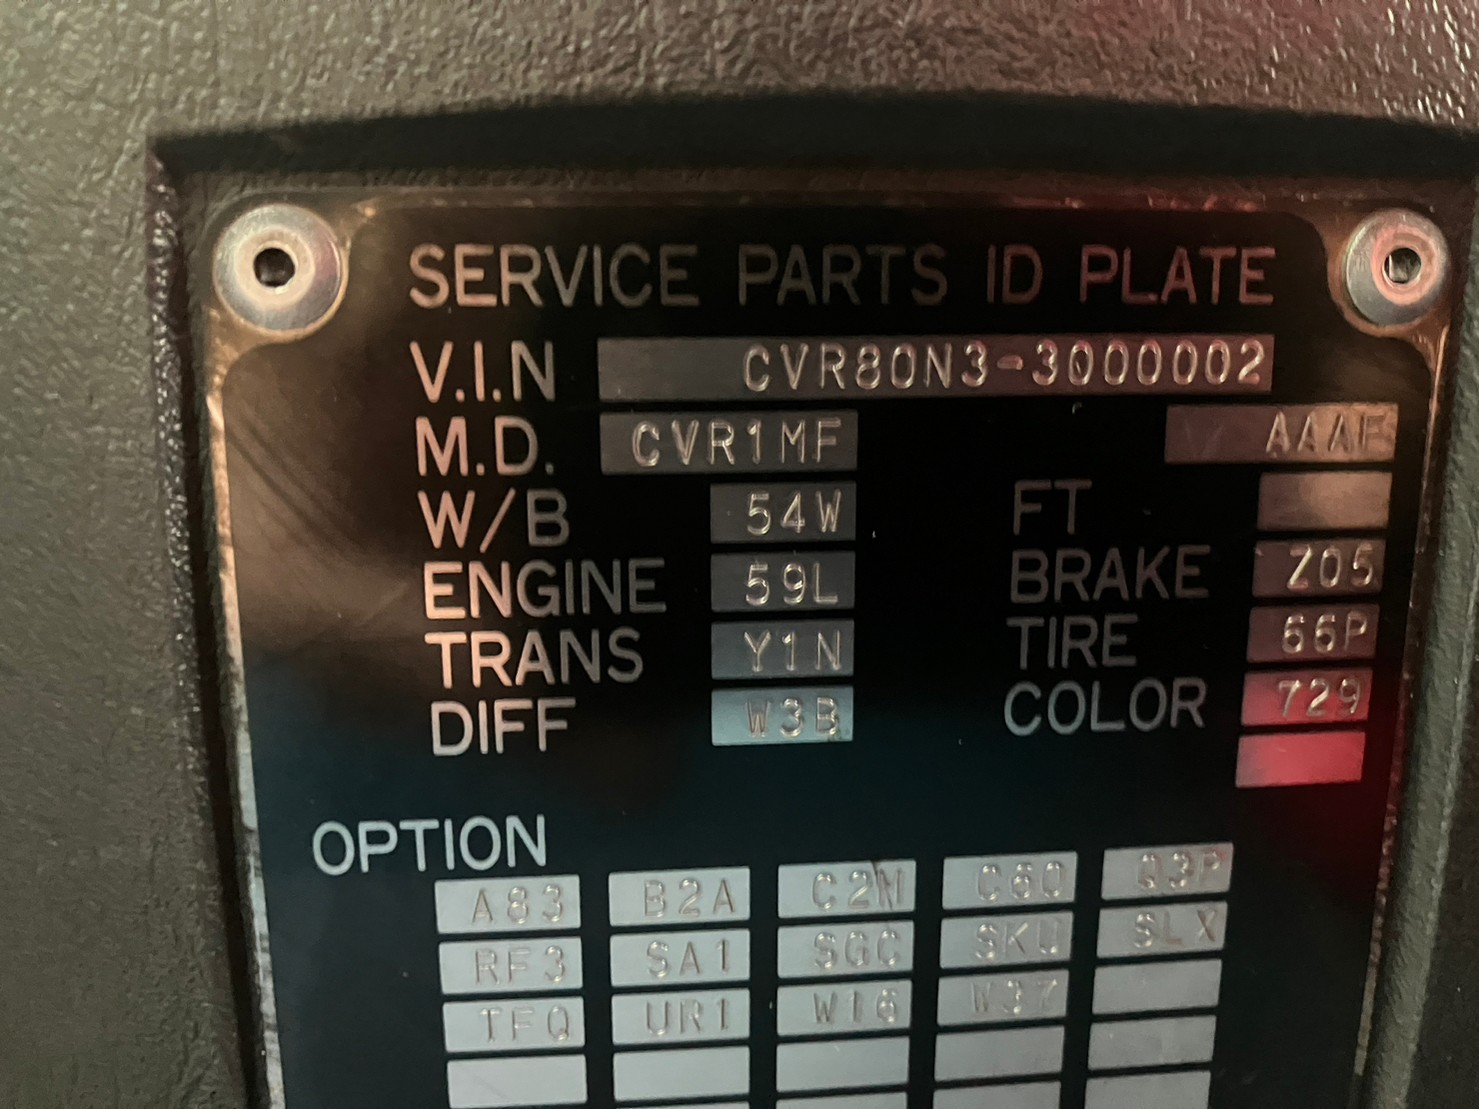 SERVICE PARTS ID PLATE
V.I.N CVR80N3-3000002
M.D. CVR1MF AAAF
W/B 54W FT
ENGINE 59L BRAKE Z05
TRANS Y1N TIRE 66P
DIFF W3B COLOR 729
OPTION
A83 B2A C2M C60 Q3P
RF3 SA1 SGC SKU SLX
TFQ UR1 W16 W37